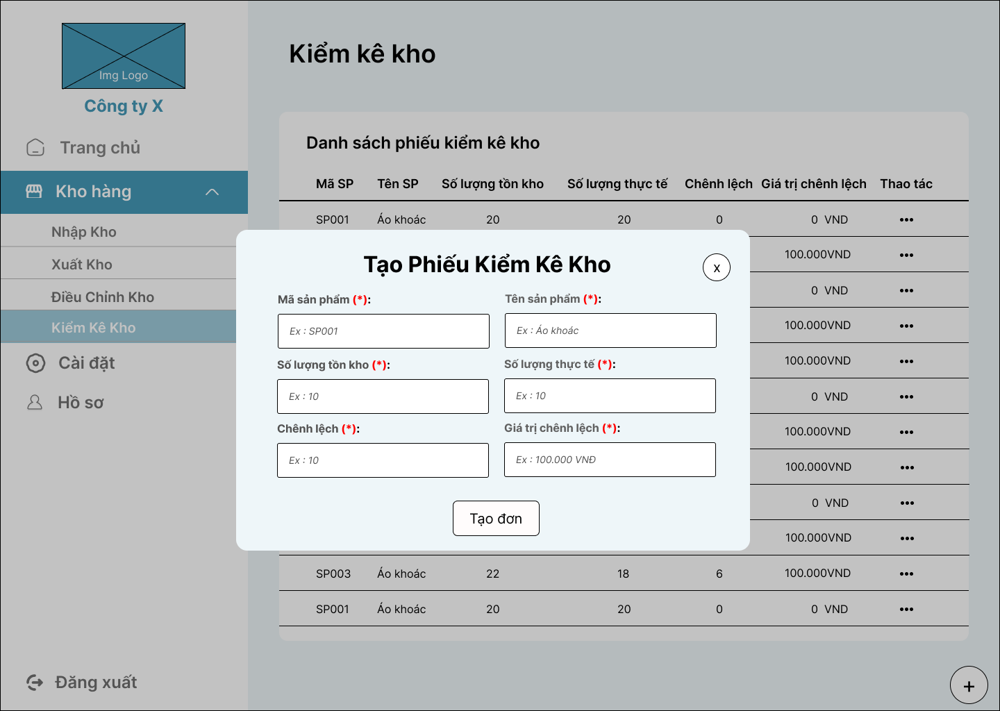 Img Logo
Công ty X
Trang chủ
Kho hàng
Nhập Kho
Xuất Kho
Điều Chỉnh Kho
Kiểm Kê Kho
Cài đặt
Hồ sơ
Đăng xuất
Kiểm kê kho
Danh sách phiếu kiểm kê kho
Mã SP Tên SP Số lượng tồn kho Số lượng thực tế Chênh lệch Giá trị chênh lệch Thao tác
SP001 Áo khoác 20 20 0 0 VND •••
100.000VND •••
0 VND •••
100.000VND •••
100.000VND •••
0 VND •••
100.000VND •••
100.000VND •••
0 VND •••
100.000VND •••
SP003 Áo khoác 22 18 6 100.000VND •••
SP001 Áo khoác 20 20 0 0 VND •••
Tạo Phiếu Kiểm Kê Kho
x
Mã sản phẩm (*): Tên sản phẩm (*):
Ex : SP001 Ex : Áo khoác
Số lượng tồn kho (*): Số lượng thực tế (*):
Ex : 10 Ex : 10
Chênh lệch (*): Giá trị chênh lệch (*):
Ex : 10 Ex : 100.000 VNĐ
Tạo đơn
+